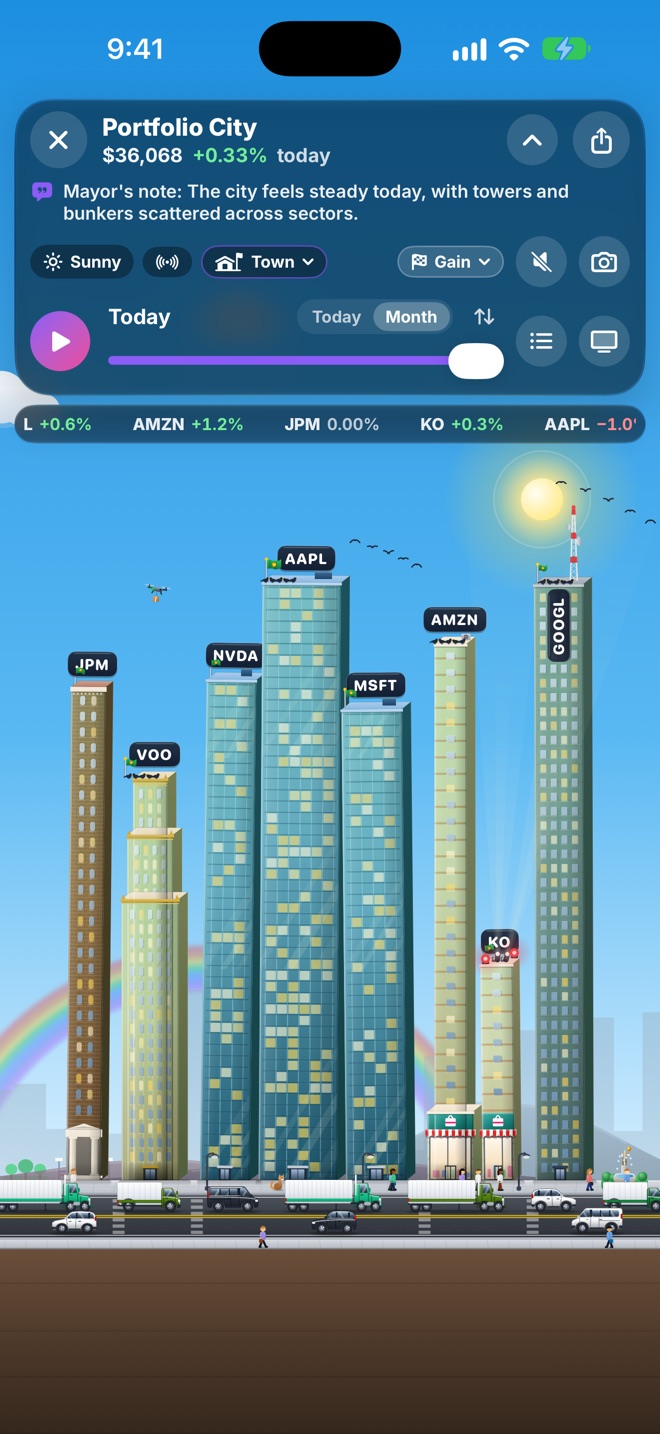 9:41
Portfolio City
$36,068 +0.33% today
Mayor's note: The city feels steady today, with towers and
bunkers scattered across sectors.
Sunny
Town
Gain
Today
Today Month
L +0.6% AMZN +1.2% JPM 0.00% KO +0.3% AAPL −1.0
AAPL
GOOGL
AMZN
JPM
NVDA
MSFT
VOO
KO